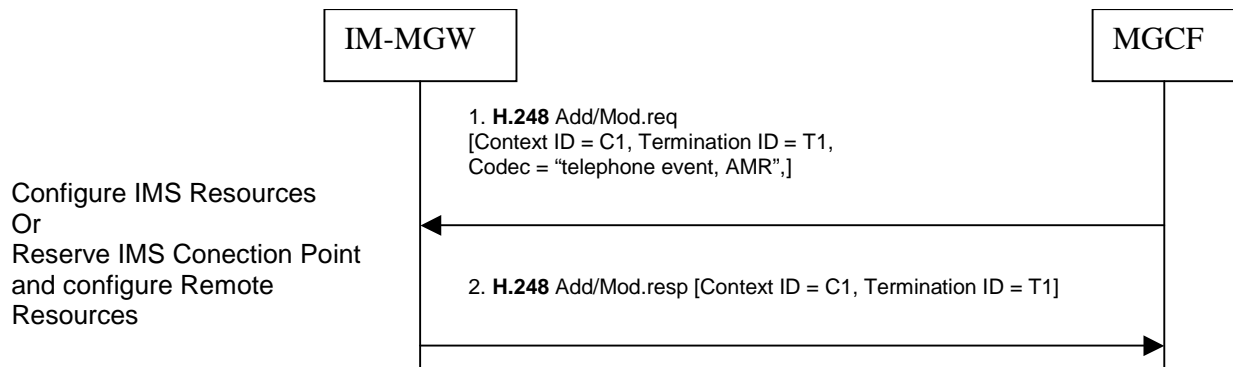 IM-MGW
MGCF
1. H.248 Add/Mod.req
[Context ID = C1, Termination ID = T1,
Codec = “telephone event, AMR”,]
Configure IMS Resources
Or
Reserve IMS Conection Point
and configure Remote
Resources
2. H.248 Add/Mod.resp [Context ID = C1, Termination ID = T1]